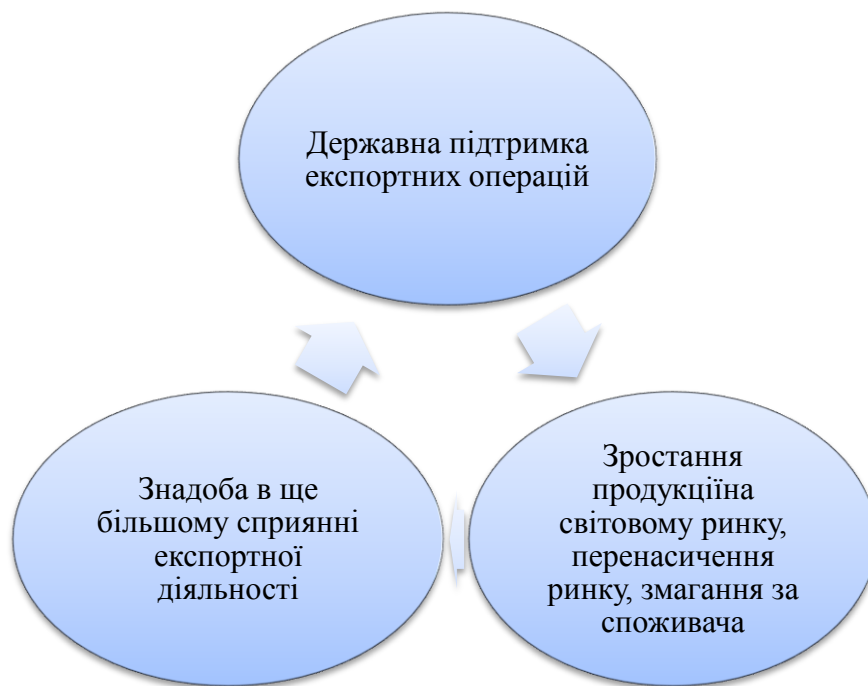 Державна підтримка
експортних операцій
Знадоба в ще
більшому сприянні
експортної
діяльності
Зростання
продукціїна
світовому ринку,
перенасичення
ринку, змагання за
споживача